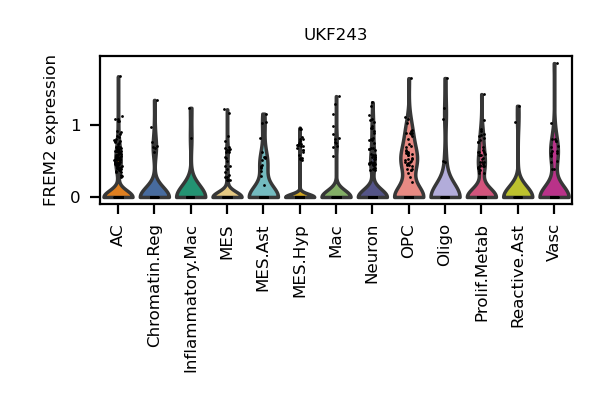 UKF243
FREM2 expression
1
0
AC
Chromatin.Reg
Inflammatory.Mac
MES
MES.Ast
MES.Hyp
Mac
Neuron
OPC
Oligo
Prolif.Metab
Reactive.Ast
Vasc